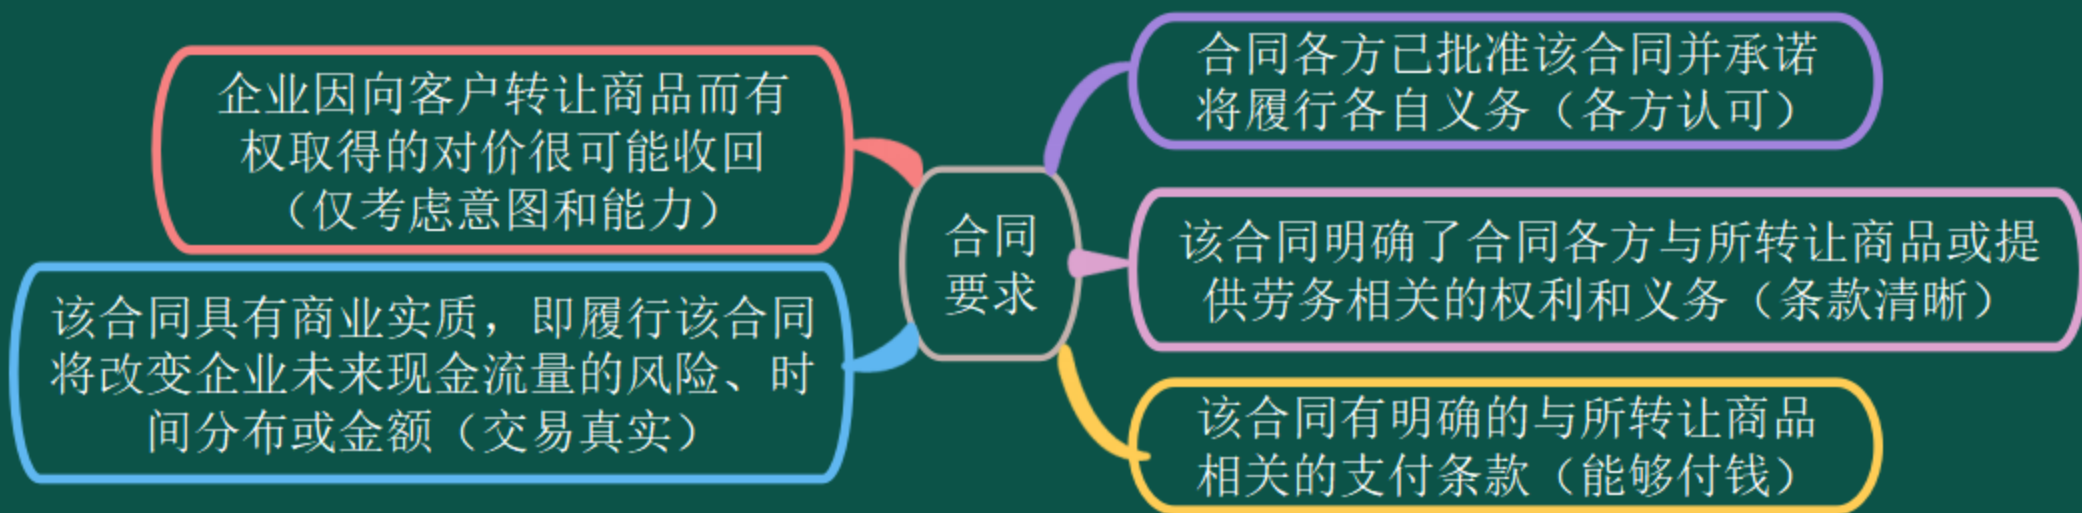 合同
要求
合同各方已批准该合同并承诺
将履行各自义务（各方认可）
该合同明确了合同各方与所转让商品或提
供劳务相关的权利和义务（条款清晰）
该合同有明确的与所转让商品
相关的支付条款（能够付钱）
该合同具有商业实质，即履行该合同
将改变企业未来现金流量的风险、时
间分布或金额（交易真实）
企业因向客户转让商品而有
权取得的对价很可能收回
（仅考虑意图和能力）